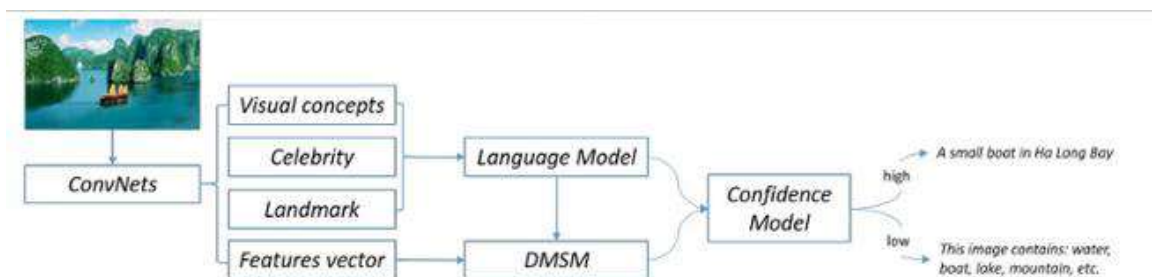 Visual concepts
Celebrity
Language Model
ConvNets
Landmark
Features vector
DMSM
Confidence
Model
high
low
A small boat in Ha Long Bay
This image contains: water,
boat, lake, mountain, etc.